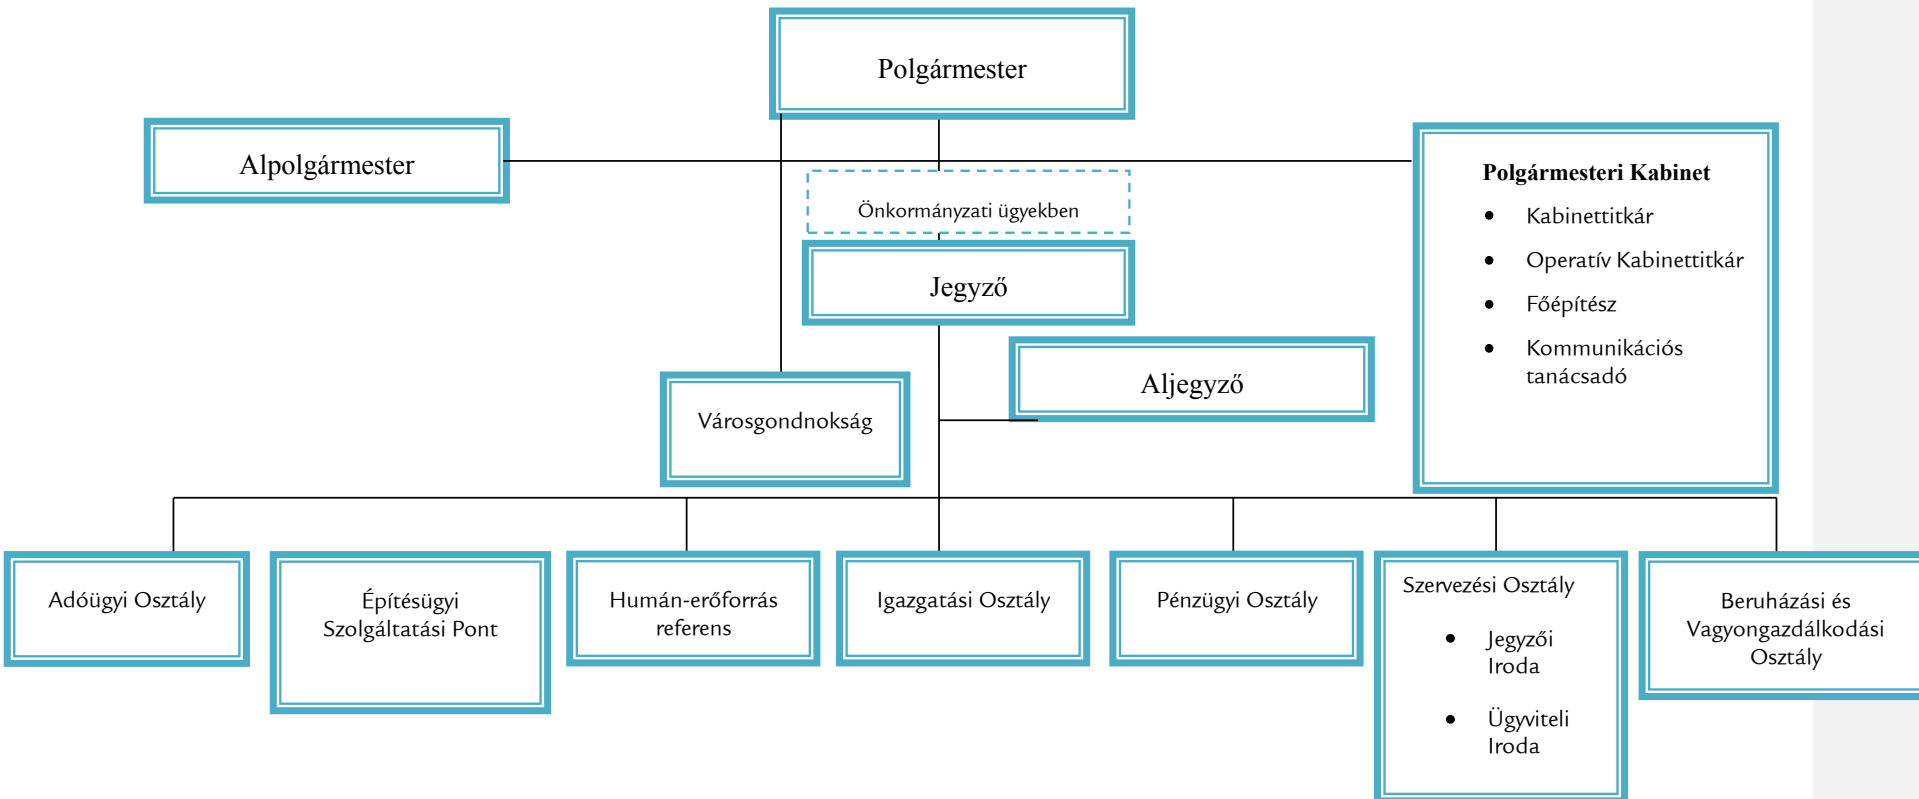 Polgármester
Alpolgármester
Polgármesteri Kabinet
• Kabinettitkár
• Operatív Kabinettitkár
• Főépítész
• Kommunikációs
tanácsadó
Önkormányzati ügyekben
Jegyző
Aljegyző
Városgondnokság
Adóügyi Osztály
Építésügyi
Szolgáltatási Pont
Humán-erőforrás
referens
Igazgatási Osztály
Pénzügyi Osztály
Szervezési Osztály
• Jegyzői
Iroda
• Ügyviteli
Iroda
Beruházási és
Vagyongazdálkodási
Osztály